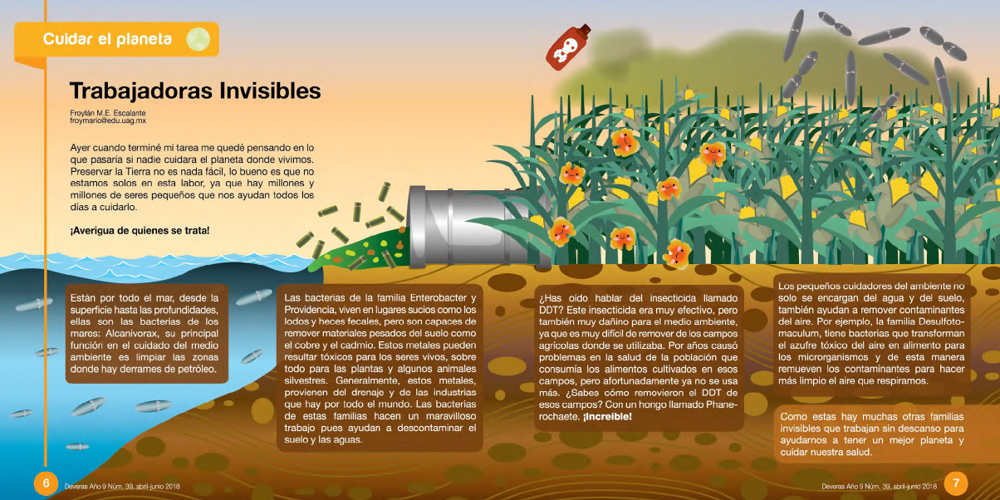 Cuidar el planeta
Trabajadoras Invisibles
Froylán M.E. Escalante
froymario@edu.uag.mx
Ayer cuando terminé mi tarea me quedé pensando en lo
que pasaría si nadie cuidara el planeta donde vivimos.
Preservar la Tierra no es nada fácil, lo bueno es que no
estamos solos en esta labor, ya que hay millones y
millones de seres pequeños que nos ayudan todos los
días a cuidarlo.
¡Averigua de quienes se trata!
Están por todo el mar, desde la
superficie hasta las profundidades,
ellas son las bacterias de los
mares: Alcanivorax, su principal
función en el cuidado del medio
ambiente es limpiar las zonas
donde hay derrames de petróleo.
Las bacterias de la familia Enterobacter y
Providencia, viven en lugares sucios como los
lodos y heces fecales, pero son capaces de
remover materiales pesados del suelo como
el cobre y el cadmio. Estos metales pueden
resultar tóxicos para los seres vivos, sobre
todo para las plantas y algunos animales
silvestres. Generalmente, estos metales,
provienen del drenaje y de las industrias
que hay por todo el mundo. Las bacterias
de estas familias hacen un maravilloso
trabajo pues ayudan a descontaminar el
suelo y las aguas.
¿Has oído hablar del insecticida llamado
DDT? Este insecticida era muy efectivo, pero
también muy dañino para el medio ambiente,
ya que es muy difícil de remover de los campos
agrícolas donde se utilizaba. Por años causó
problemas en la salud de la población que
consumía los alimentos cultivados en esos
campos, pero afortunadamente ya no se usa
más. ¿Sabes cómo removieron el DDT de
esos campos? Con un hongo llamado Phane-
rochaete. ¡Increíble!
Los pequeños cuidadores del ambiente no
solo se encargan del agua y del suelo,
también ayudan a remover contaminantes
del aire. Por ejemplo, la familia Desulfoto-
maculum, tiene bacterias que transforman
el azufre tóxico del aire en alimento para
los microrganismos y de esta manera
remueven los contaminantes para hacer
más limpio el aire que respiramos.
Como estas hay muchas otras familias
invisibles que trabajan sin descanso para
ayudarnos a tener un mejor planeta y
cuidar nuestra salud.
6
Deveras Año 9 Núm. 39, abril-junio 2018
Deveras Año 9 Núm. 39, abril-junio 2018
7